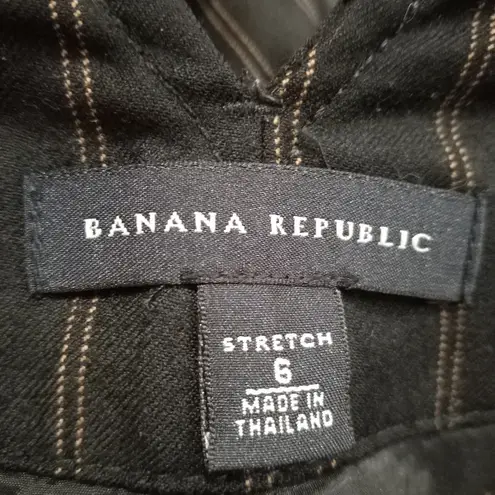 BANANA REPUBLIC
STRETCH
6
MADE IN
THAILAND